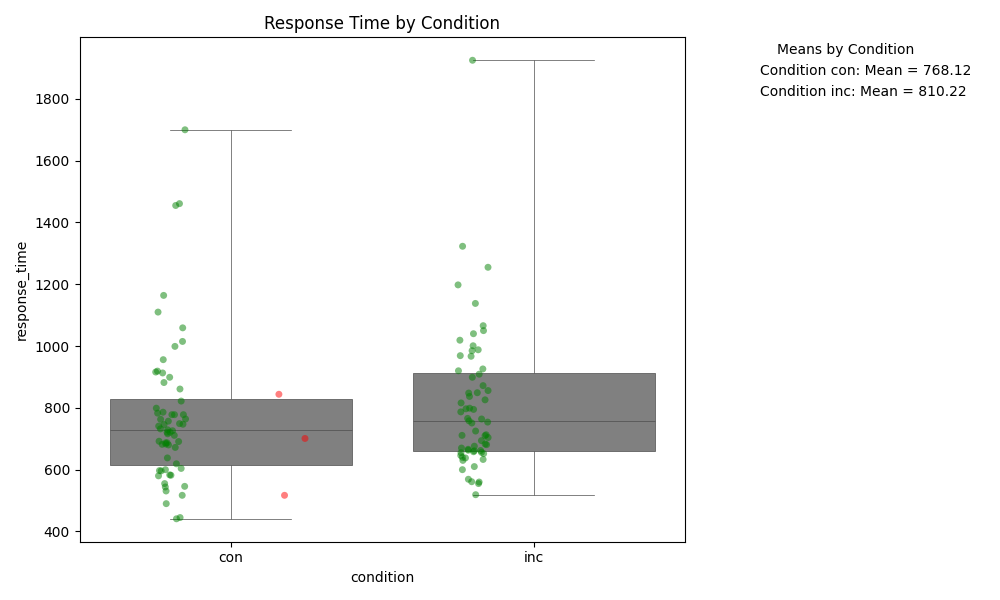 Response Time by Condition
Means by Condition
Condition con: Mean = 768.12
Condition inc: Mean = 810.22
response_time
1800
1600
1400
1200
1000
800
600
400
con inc
condition